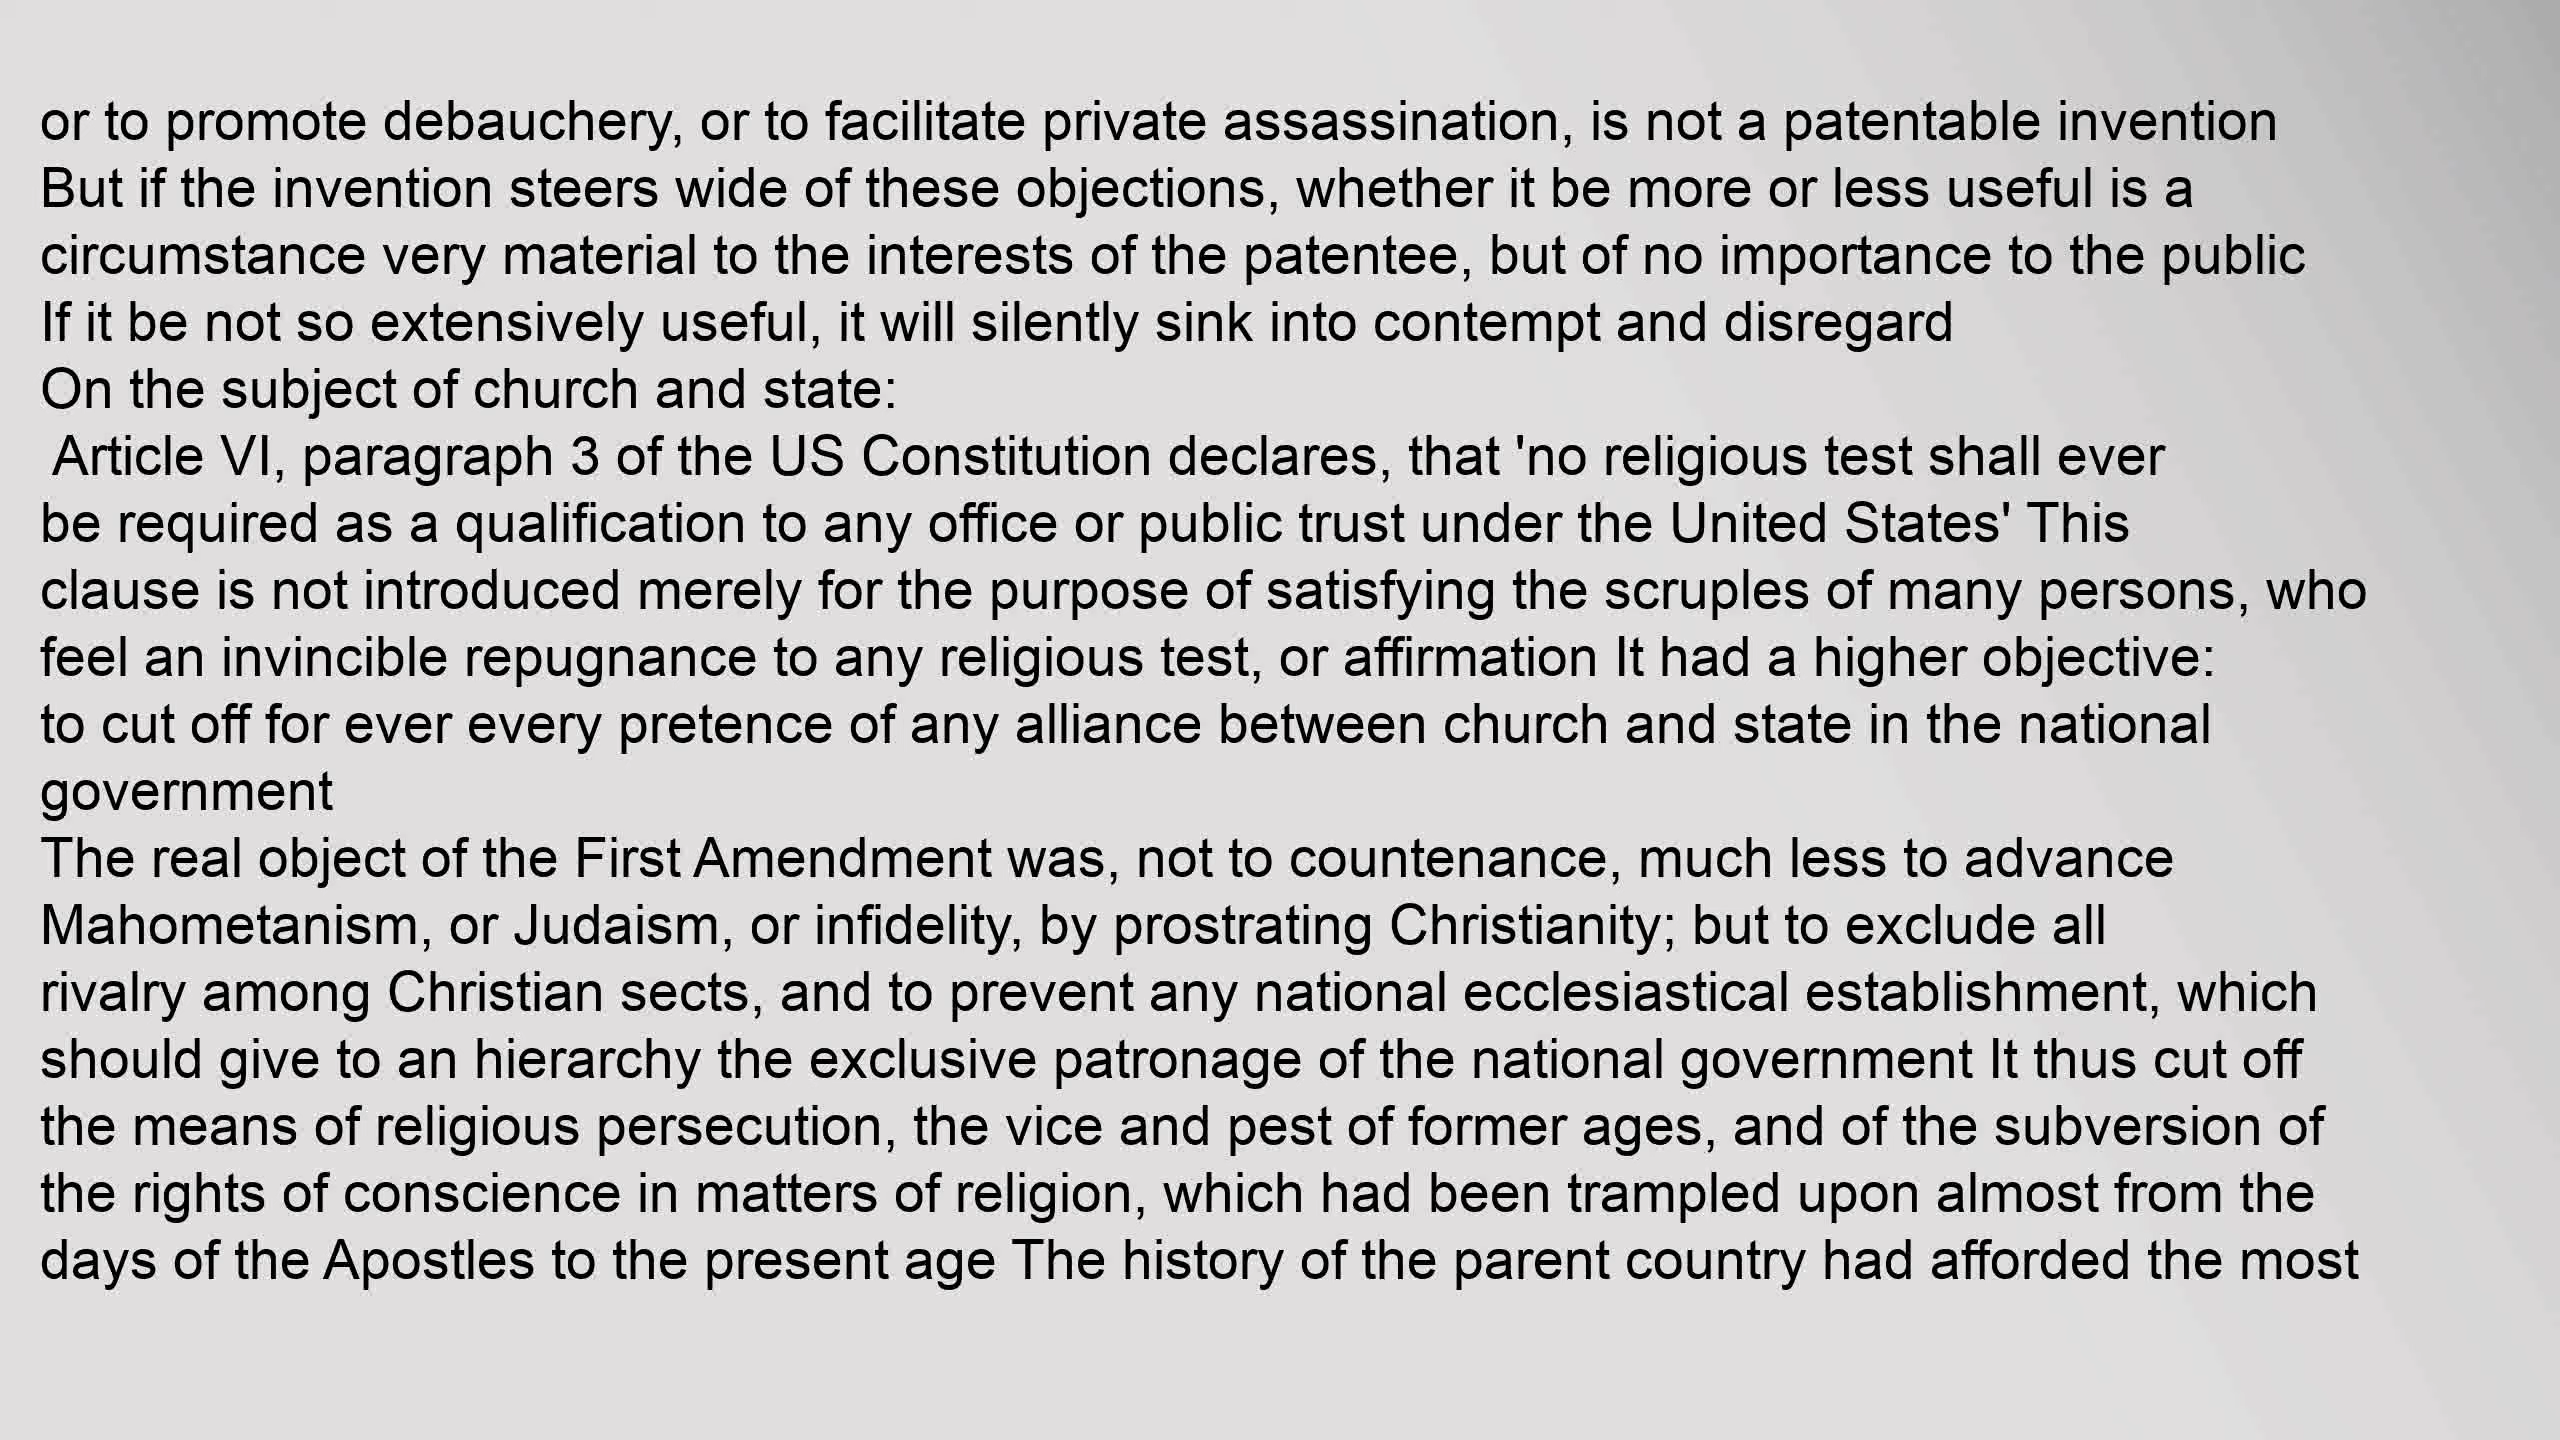 or to promote debauchery, or to facilitate private assassination, is not a patentable invention
But if the invention steers wide of these objections, whether it be more or less useful is a
circumstance very material to the interests of the patentee, but of no importance to the public
If it be not so extensively useful, it will silently sink into contempt and disregard
On the subject of church and state:
Article VI, paragraph 3 of the US Constitution declares, that 'no religious test shall ever
be required as a qualification to any office or public trust under the United States' This
clause is not introduced merely for the purpose of satisfying the scruples of many persons, who
feel an invincible repugnance to any religious test, or affirmation It had a higher objective:
to cut off for ever every pretence of any alliance between church and state in the national
government
The real object of the First Amendment was, not to countenance, much less to advance
Mahometanism, or Judaism, or infidelity, by prostrating Christianity; but to exclude all
rivalry among Christian sects, and to prevent any national ecclesiastical establishment, which
should give to an hierarchy the exclusive patronage of the national government It thus cut off
the means of religious persecution, the vice and pest of former ages, and of the subversion of
the rights of conscience in matters of religion, which had been trampled upon almost from the
days of the Apostles to the present age The history of the parent country had afforded the most